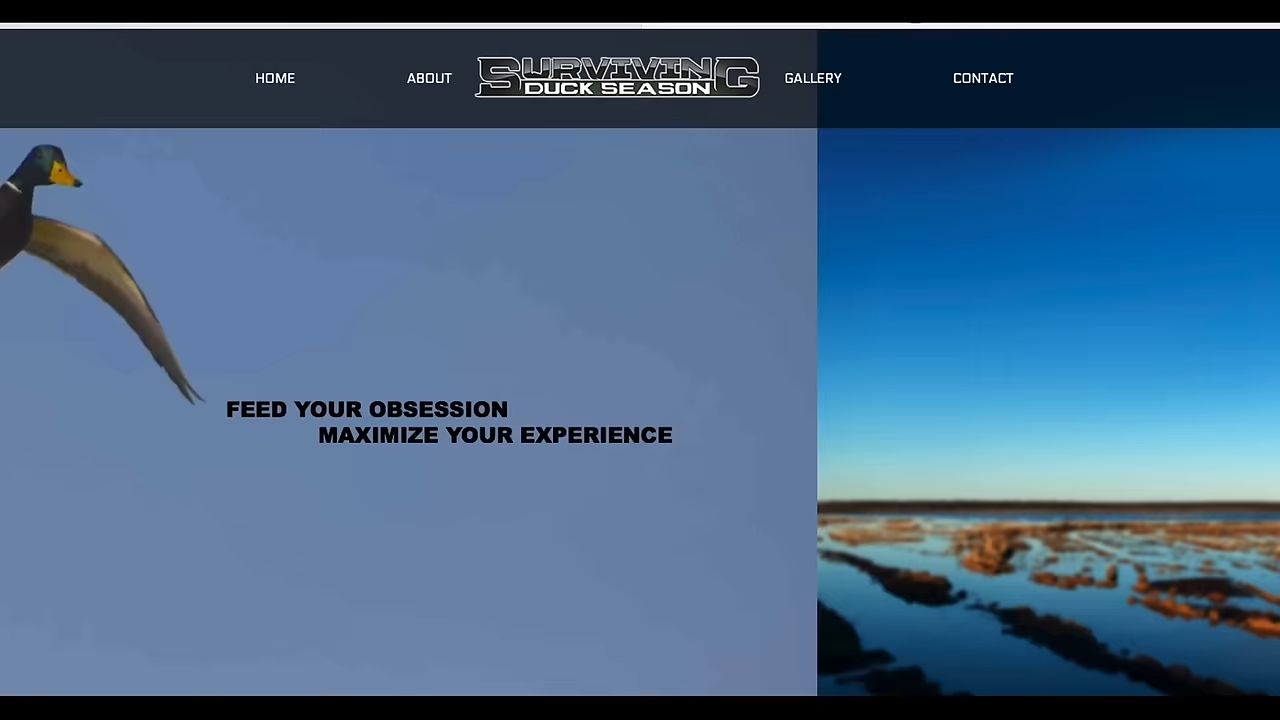 HOME
ABOUT
SURVIVING
DUCK SEASON
GALLERY
CONTACT
FEED YOUR OBSESSION
MAXIMIZE YOUR EXPERIENCE